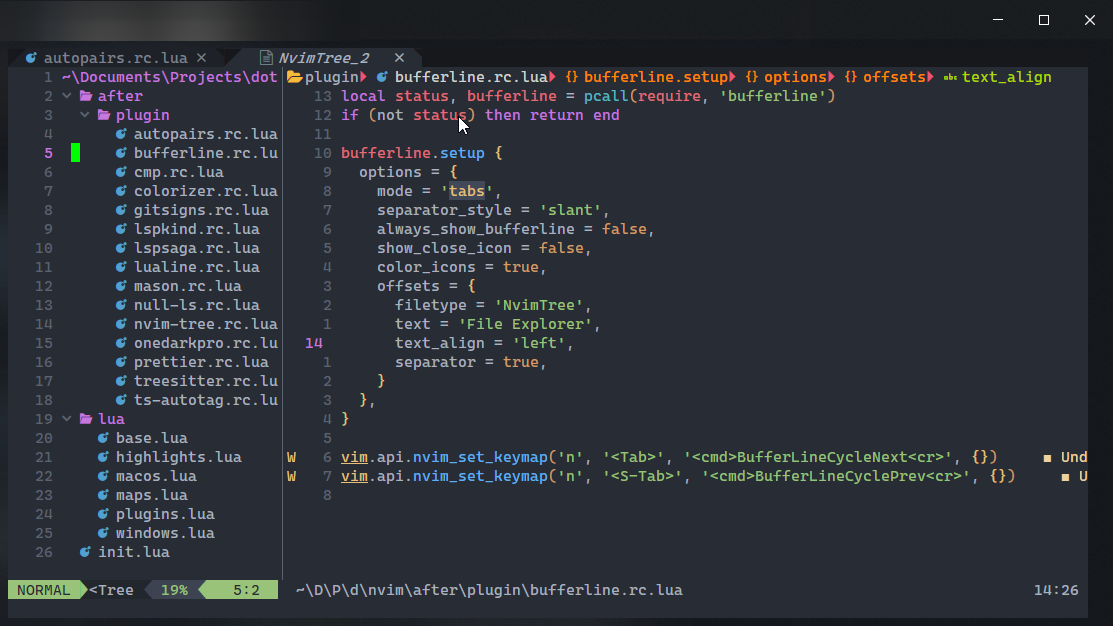 autopairs.rc.lua × NvimTree_2 ×
1 ~\Documents\Projects\dot
2 after
3 plugin
4 autopairs.rc.lua
5 bufferline.rc.lu
6 cmp.rc.lua
7 colorizer.rc.lua
8 gitsigns.rc.lua
9 lspkind.rc.lua
10 lspsaga.rc.lua
11 lualine.rc.lua
12 mason.rc.lua
13 null-ls.rc.lua
14 nvim-tree.rc.lua
15 onedarkpro.rc.lu
16 prettier.rc.lua
17 treesitter.rc.lu
18 ts-autotag.rc.lu
19 lua
20 base.lua
21 highlights.lua
22 macos.lua
23 maps.lua
24 plugins.lua
25 windows.lua
26 init.lua
plugin bufferline.rc.lua {} bufferline.setup {} options {} offsets abc text_align
13 local status, bufferline = pcall(require, 'bufferline')
12 if (not status) then return end
11
10 bufferline.setup {
9 options = {
8 mode = 'tabs',
7 separator_style = 'slant',
6 always_show_bufferline = false,
5 show_close_icon = false,
4 color_icons = true,
3 offsets = {
2 filetype = 'NvimTree',
1 text = 'File Explorer',
14 text_align = 'left',
1 separator = true,
2 }
3 },
4 }
5
W 6 vim.api.nvim_set_keymap('n', '<Tab>', '<cmd>BufferLineCycleNext<cr>', {}) ■ Und
W 7 vim.api.nvim_set_keymap('n', '<S-Tab>', '<cmd>BufferLineCyclePrev<cr>', {}) ■ U
8
NORMAL <Tree 19% 5:2 ~\D\P\d\nvim\after\plugin\bufferline.rc.lua 14:26